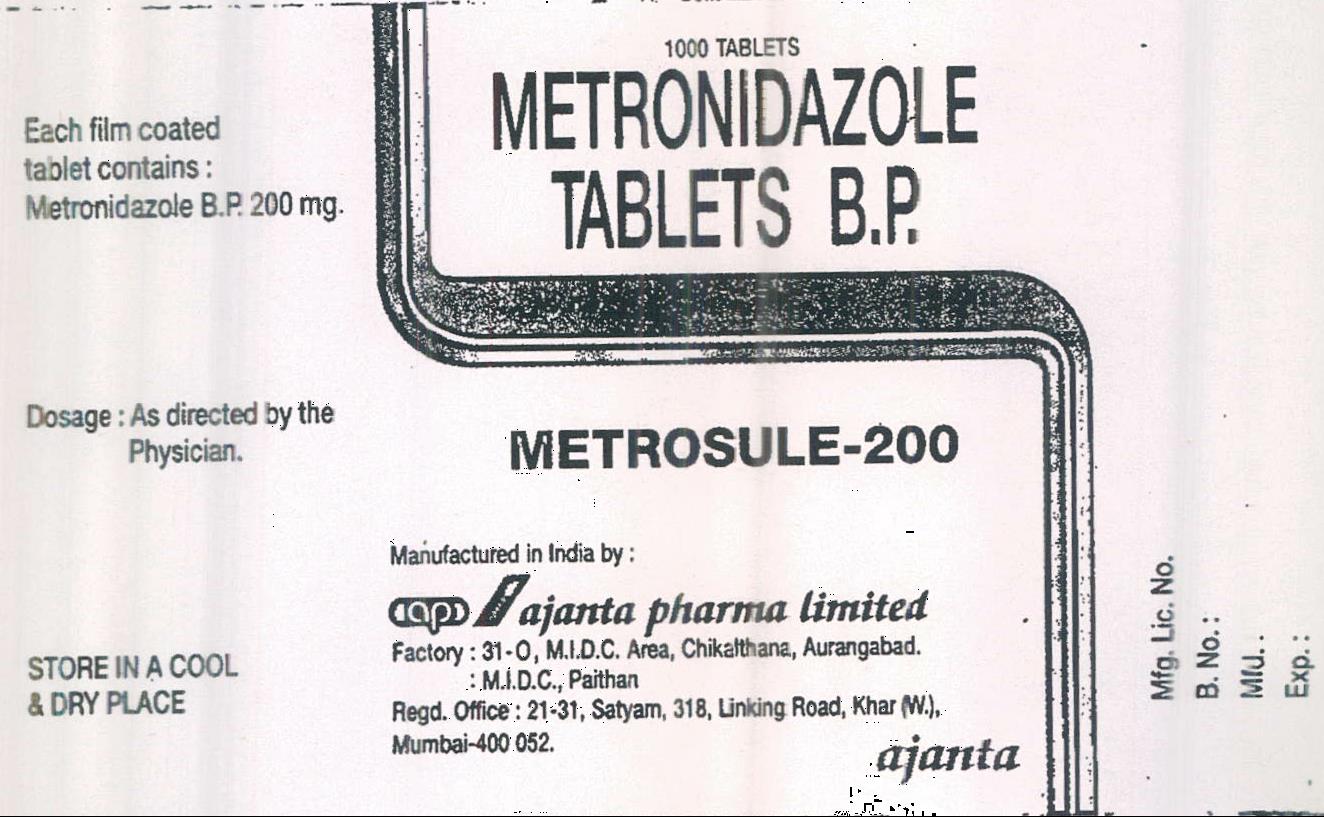 Each film coated
tablet contains :
Metronidazole B.P. 200 mg.
Dosage : As directed by the
Physician.
STORE IN A COOL
& DRY PLACE
1000 TABLETS
METRONIDAZOLE
TABLETS B.P.
METROSULE-200
Manufactured in India by :
ajanta pharma limited
Factory : 31-O, M.I.D.C. Area, Chikalthana, Aurangabad.
: M.I.D.C., Paithan
Regd. Office : 21-31, Satyam, 318, Linking Road, Khar (W.),
Mumbai-400 052.
ajanta
Mfg. Lic. No.
B. No. :
Mfd. :
Exp. :